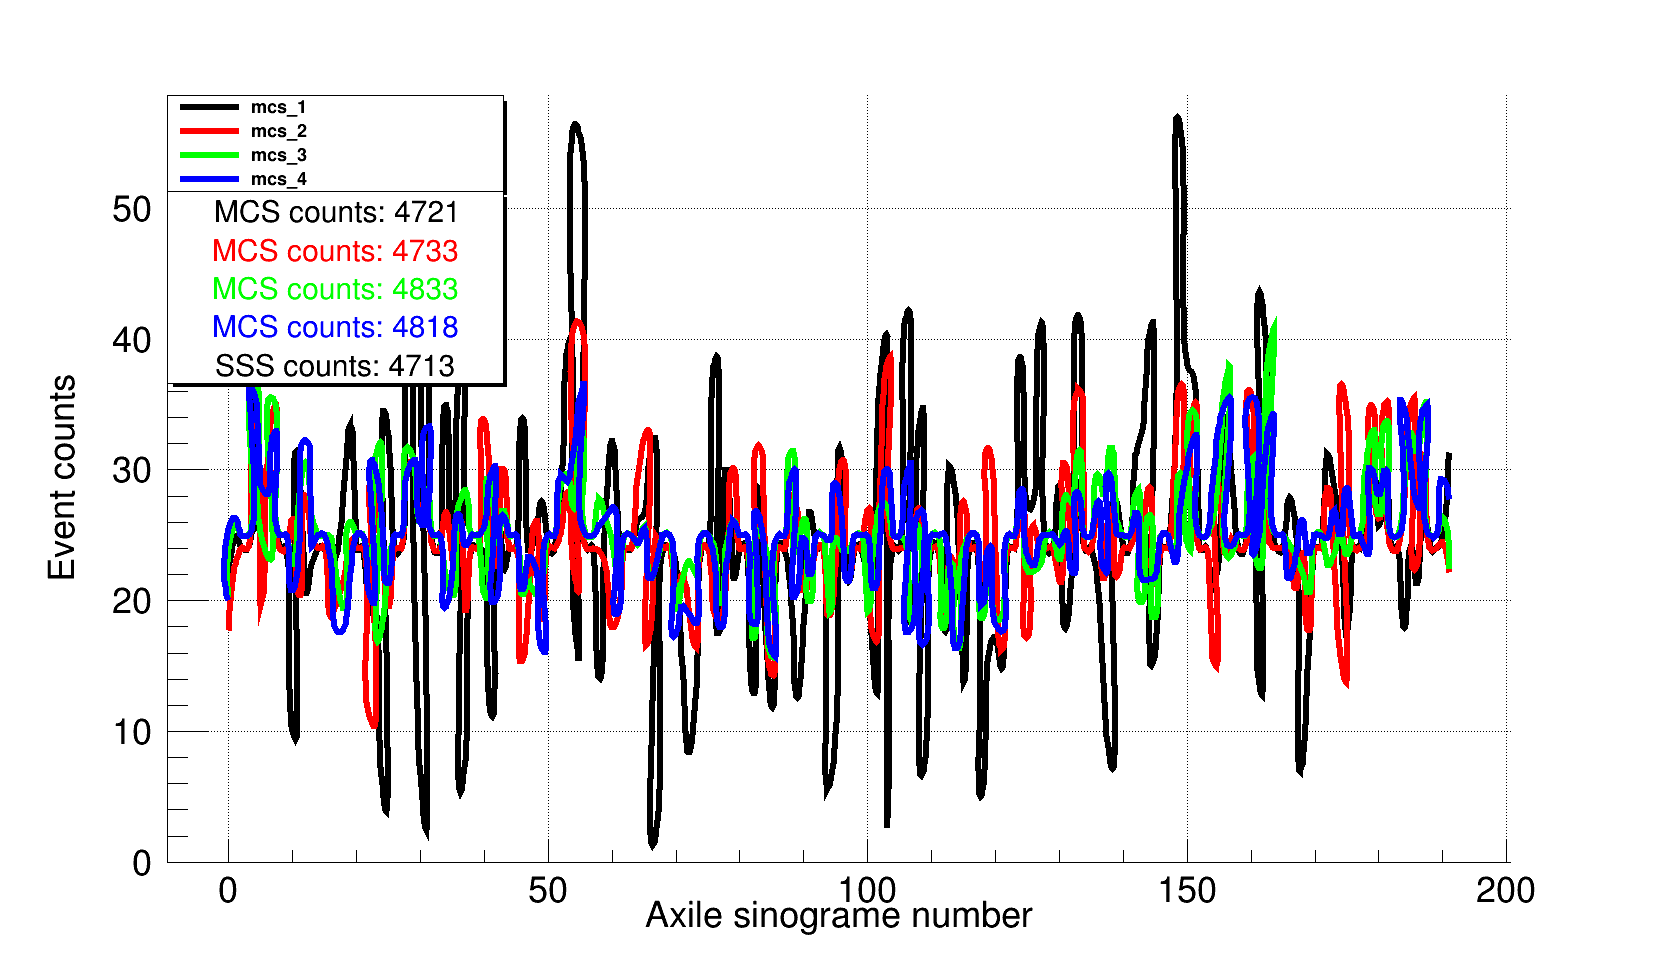 mcs_1
mcs_2
mcs_3
mcs_4
MCS counts: 4721
MCS counts: 4733
MCS counts: 4833
MCS counts: 4818
SSS counts: 4713
Event counts
50
40
30
20
10
0
0 50 100 150 200
Axile sinograme number